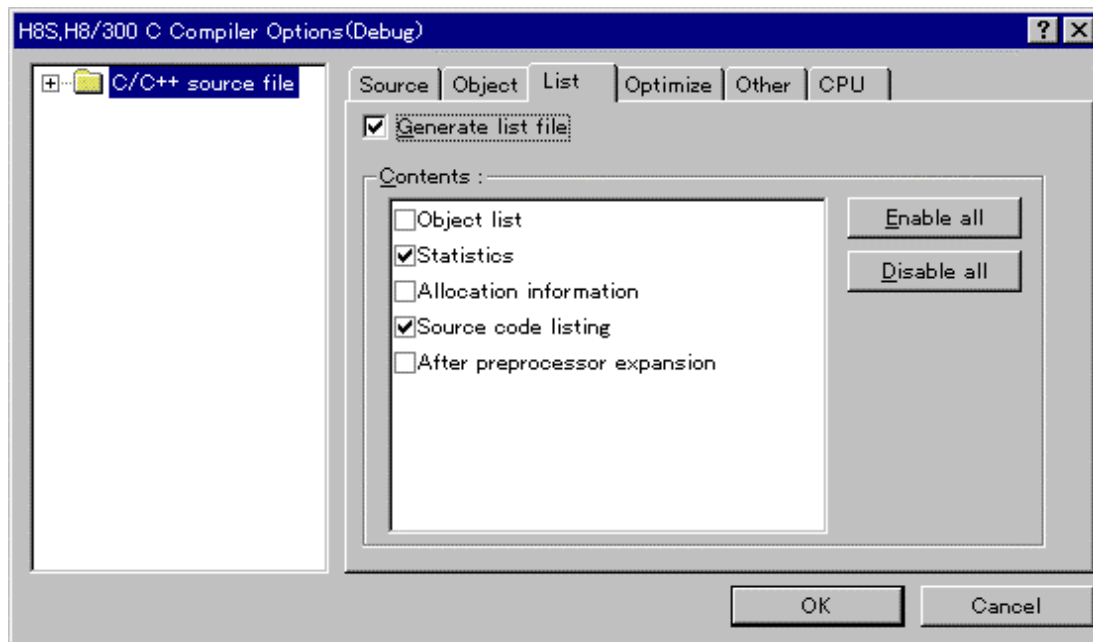 H8S,H8/300 C Compiler Options(Debug)
C/C++ source file
Source Object List Optimize Other CPU
Generate list file
Contents :
Object list
Statistics
Allocation information
Source code listing
After preprocessor expansion
Enable all
Disable all
OK Cancel